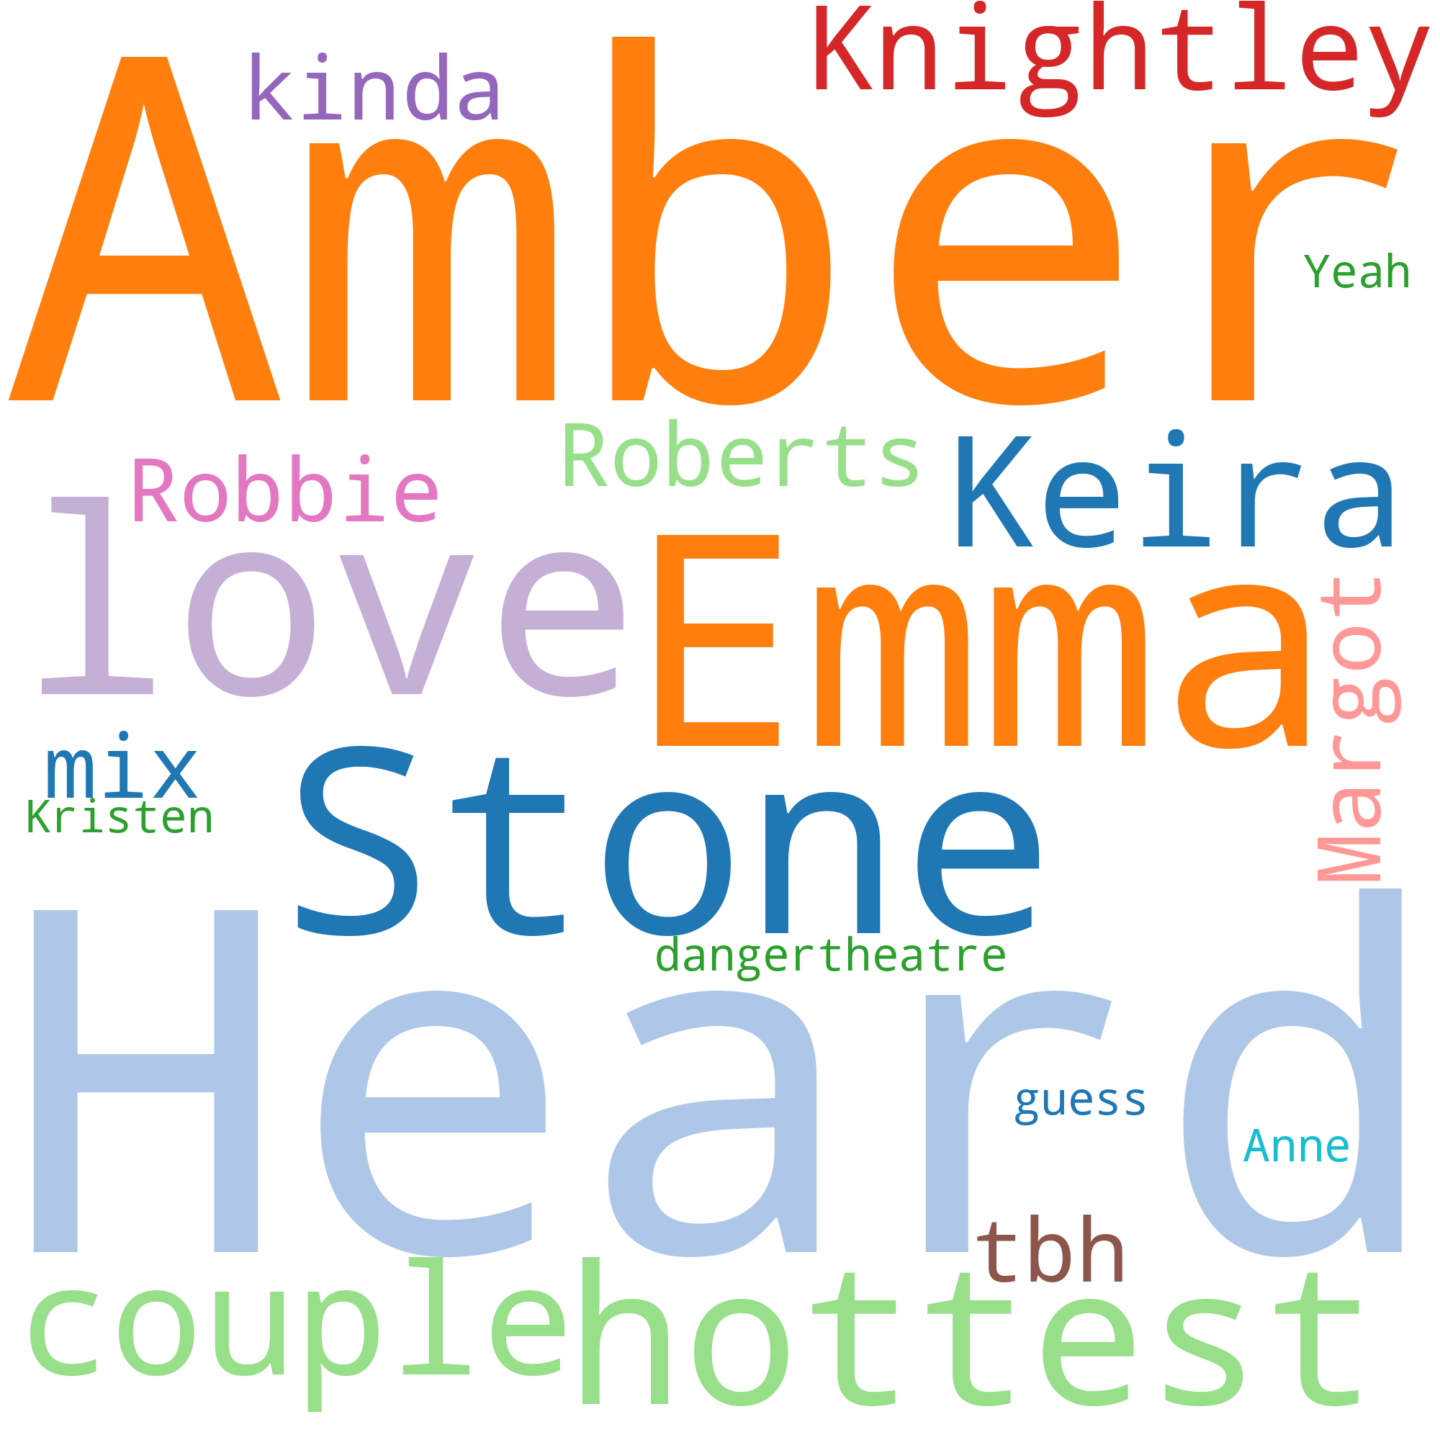 Knightley
kinda
Amber
Yeah
Roberts
Keira
Robbie
love
Emma
Margot
mix
Kristen
Stone
dangertheatre
Heard
guess
Anne
tbh
couple
hottest